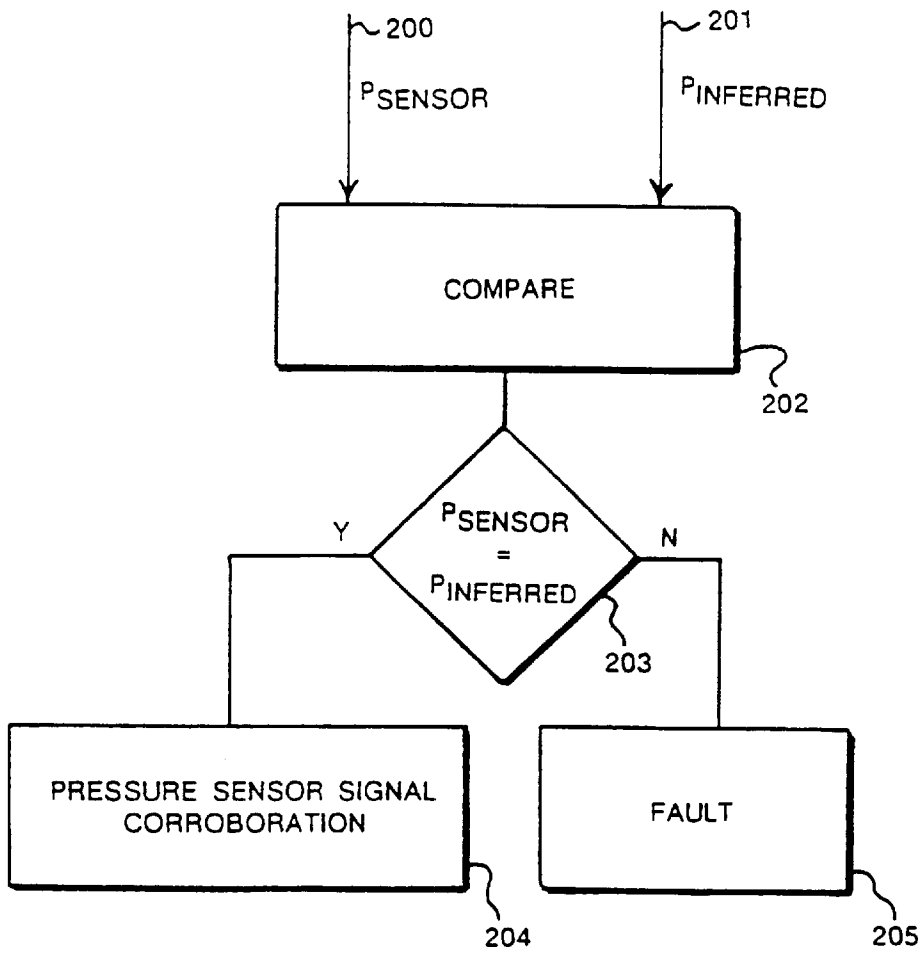 200
201
PSENSOR
PINFERRED
COMPARE
202
Y
PSENSOR
=
PINFERRED
N
203
PRESSURE SENSOR SIGNAL
CORROBORATION
FAULT
204
205